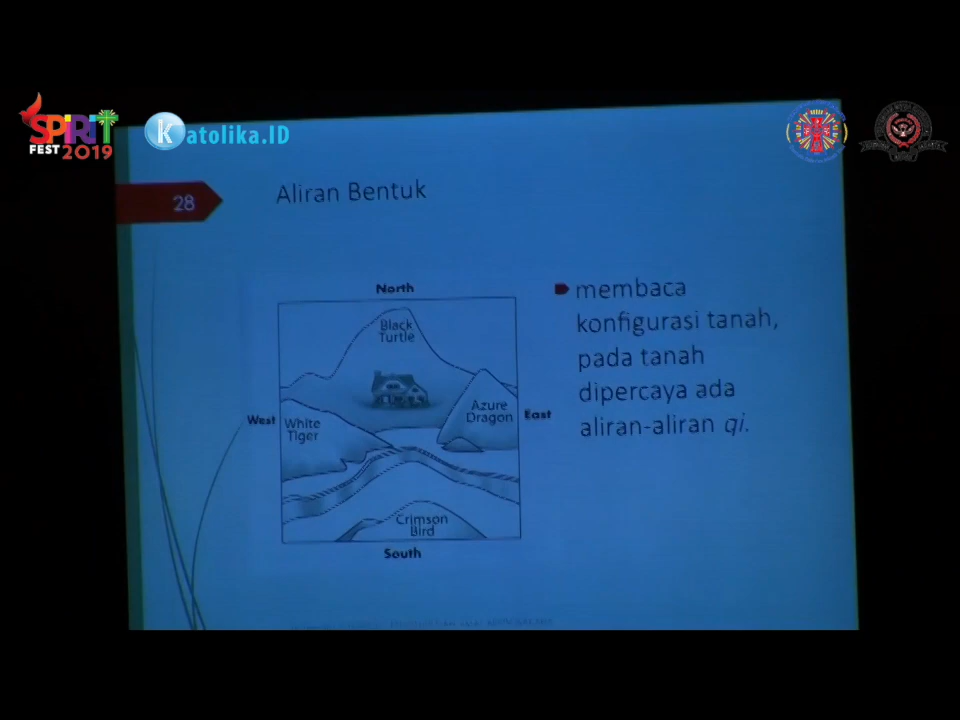 SPIRIT
FEST 2019
Katolika.ID
28
Aliran Bentuk
North
Black
Turtle
West
White
Tiger
Azure
Dragon
East
Crimson
Bird
South
membaca
konfigurasi tanah,
pada tanah
dipercaya ada
aliran-aliran qi.